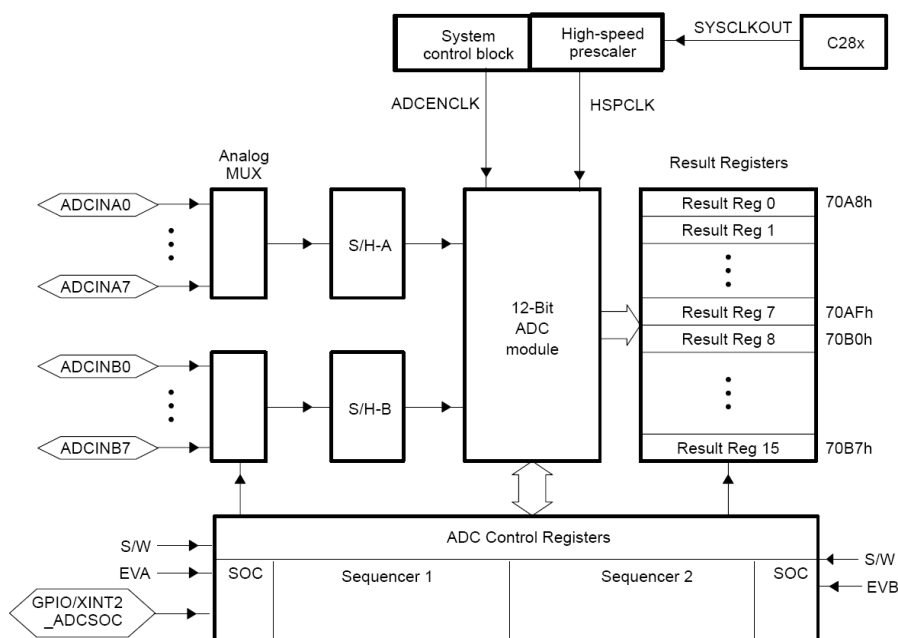 System
control block
High-speed
prescaler
SYSCLKOUT
C28x
ADCENCLK
HSPCLK
Analog
MUX
Result Registers
ADCINA0
ADCINA7
S/H-A
12-Bit
ADC
module
Result Reg 0
70A8h
Result Reg 1
Result Reg 7
70AFh
Result Reg 8
70B0h
ADCINB0
ADCINB7
S/H-B
Result Reg 15
70B7h
ADC Control Registers
S/W
EVA
GPIO/XINT2
_ADCSOC
SOC
Sequencer 1
Sequencer 2
SOC
S/W
EVB